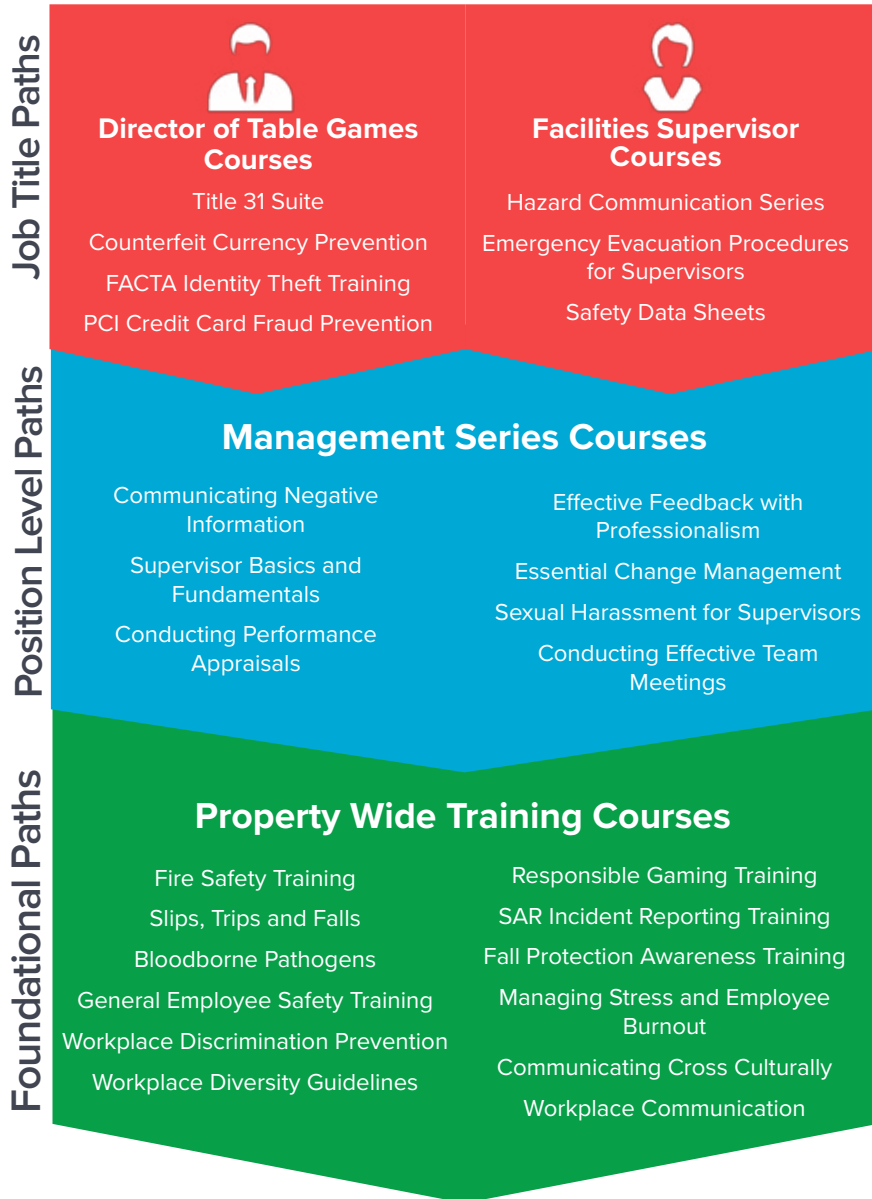 Job Title Paths
Director of Table Games
Courses
Title 31 Suite
Counterfeit Currency Prevention
FACTA Identity Theft Training
PCI Credit Card Fraud Prevention
Facilities Supervisor
Courses
Hazard Communication Series
Emergency Evacuation Procedures
for Supervisors
Safety Data Sheets
Position Level Paths
Management Series Courses
Communicating Negative
Information
Supervisor Basics and
Fundamentals
Conducting Performance
Appraisals
Effective Feedback with
Professionalism
Essential Change Management
Sexual Harassment for Supervisors
Conducting Effective Team
Meetings
Foundational Paths
Property Wide Training Courses
Fire Safety Training
Slips, Trips and Falls
Bloodborne Pathogens
General Employee Safety Training
Workplace Discrimination Prevention
Workplace Diversity Guidelines
Responsible Gaming Training
SAR Incident Reporting Training
Fall Protection Awareness Training
Managing Stress and Employee
Burnout
Communicating Cross Culturally
Workplace Communication